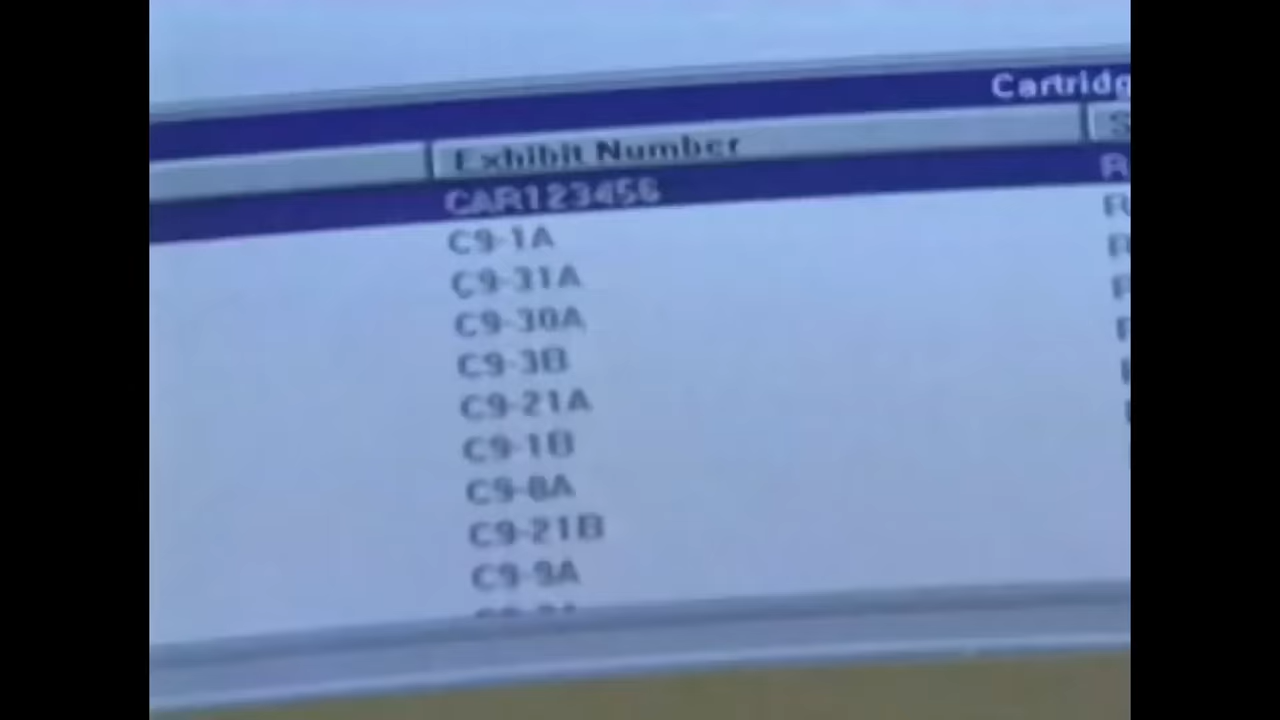 Cartridg
Exhibit Number S
CAR123456 R
C9-1A R
C9-31A
C9-30A
C9-3B
C9-21A
C9-1B
C9-8A
C9-21B
C9-9A